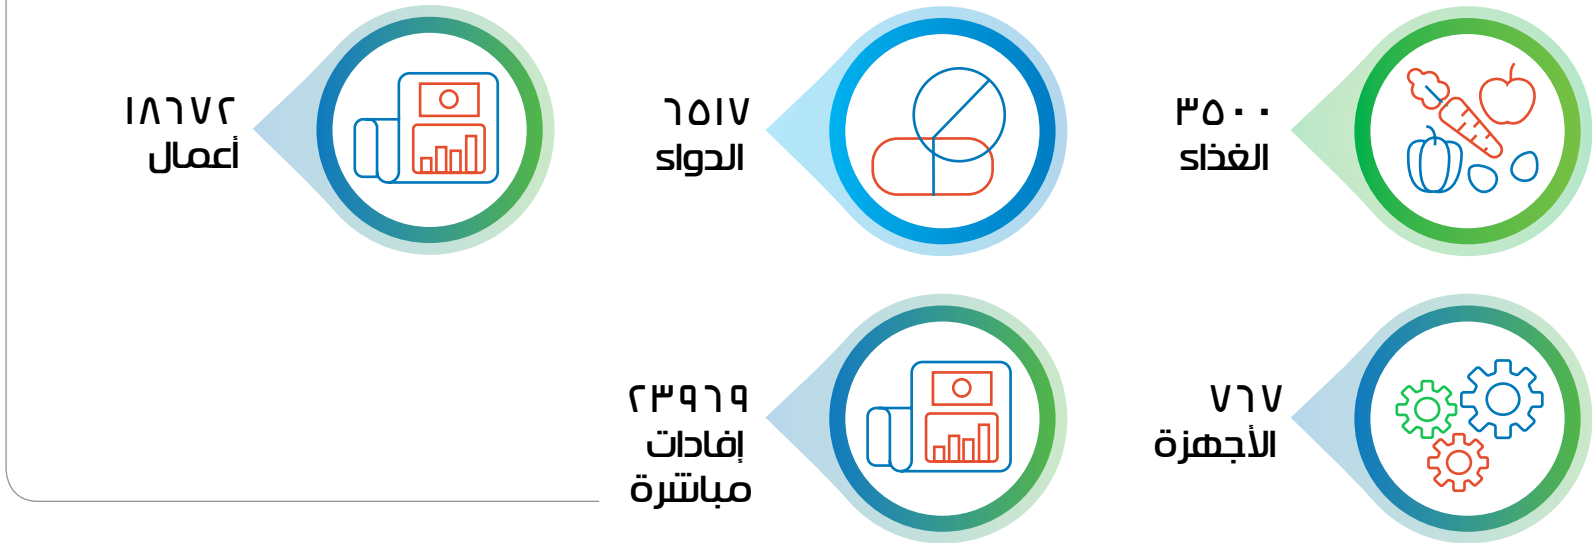 ٣٥٠٠
الغذاء
٦٥١٧
الدواء
١٨٦٧٢
أعمال
٧٦٧
الأجهزة
٢٣٩٦٩
إفادات
مباشرة